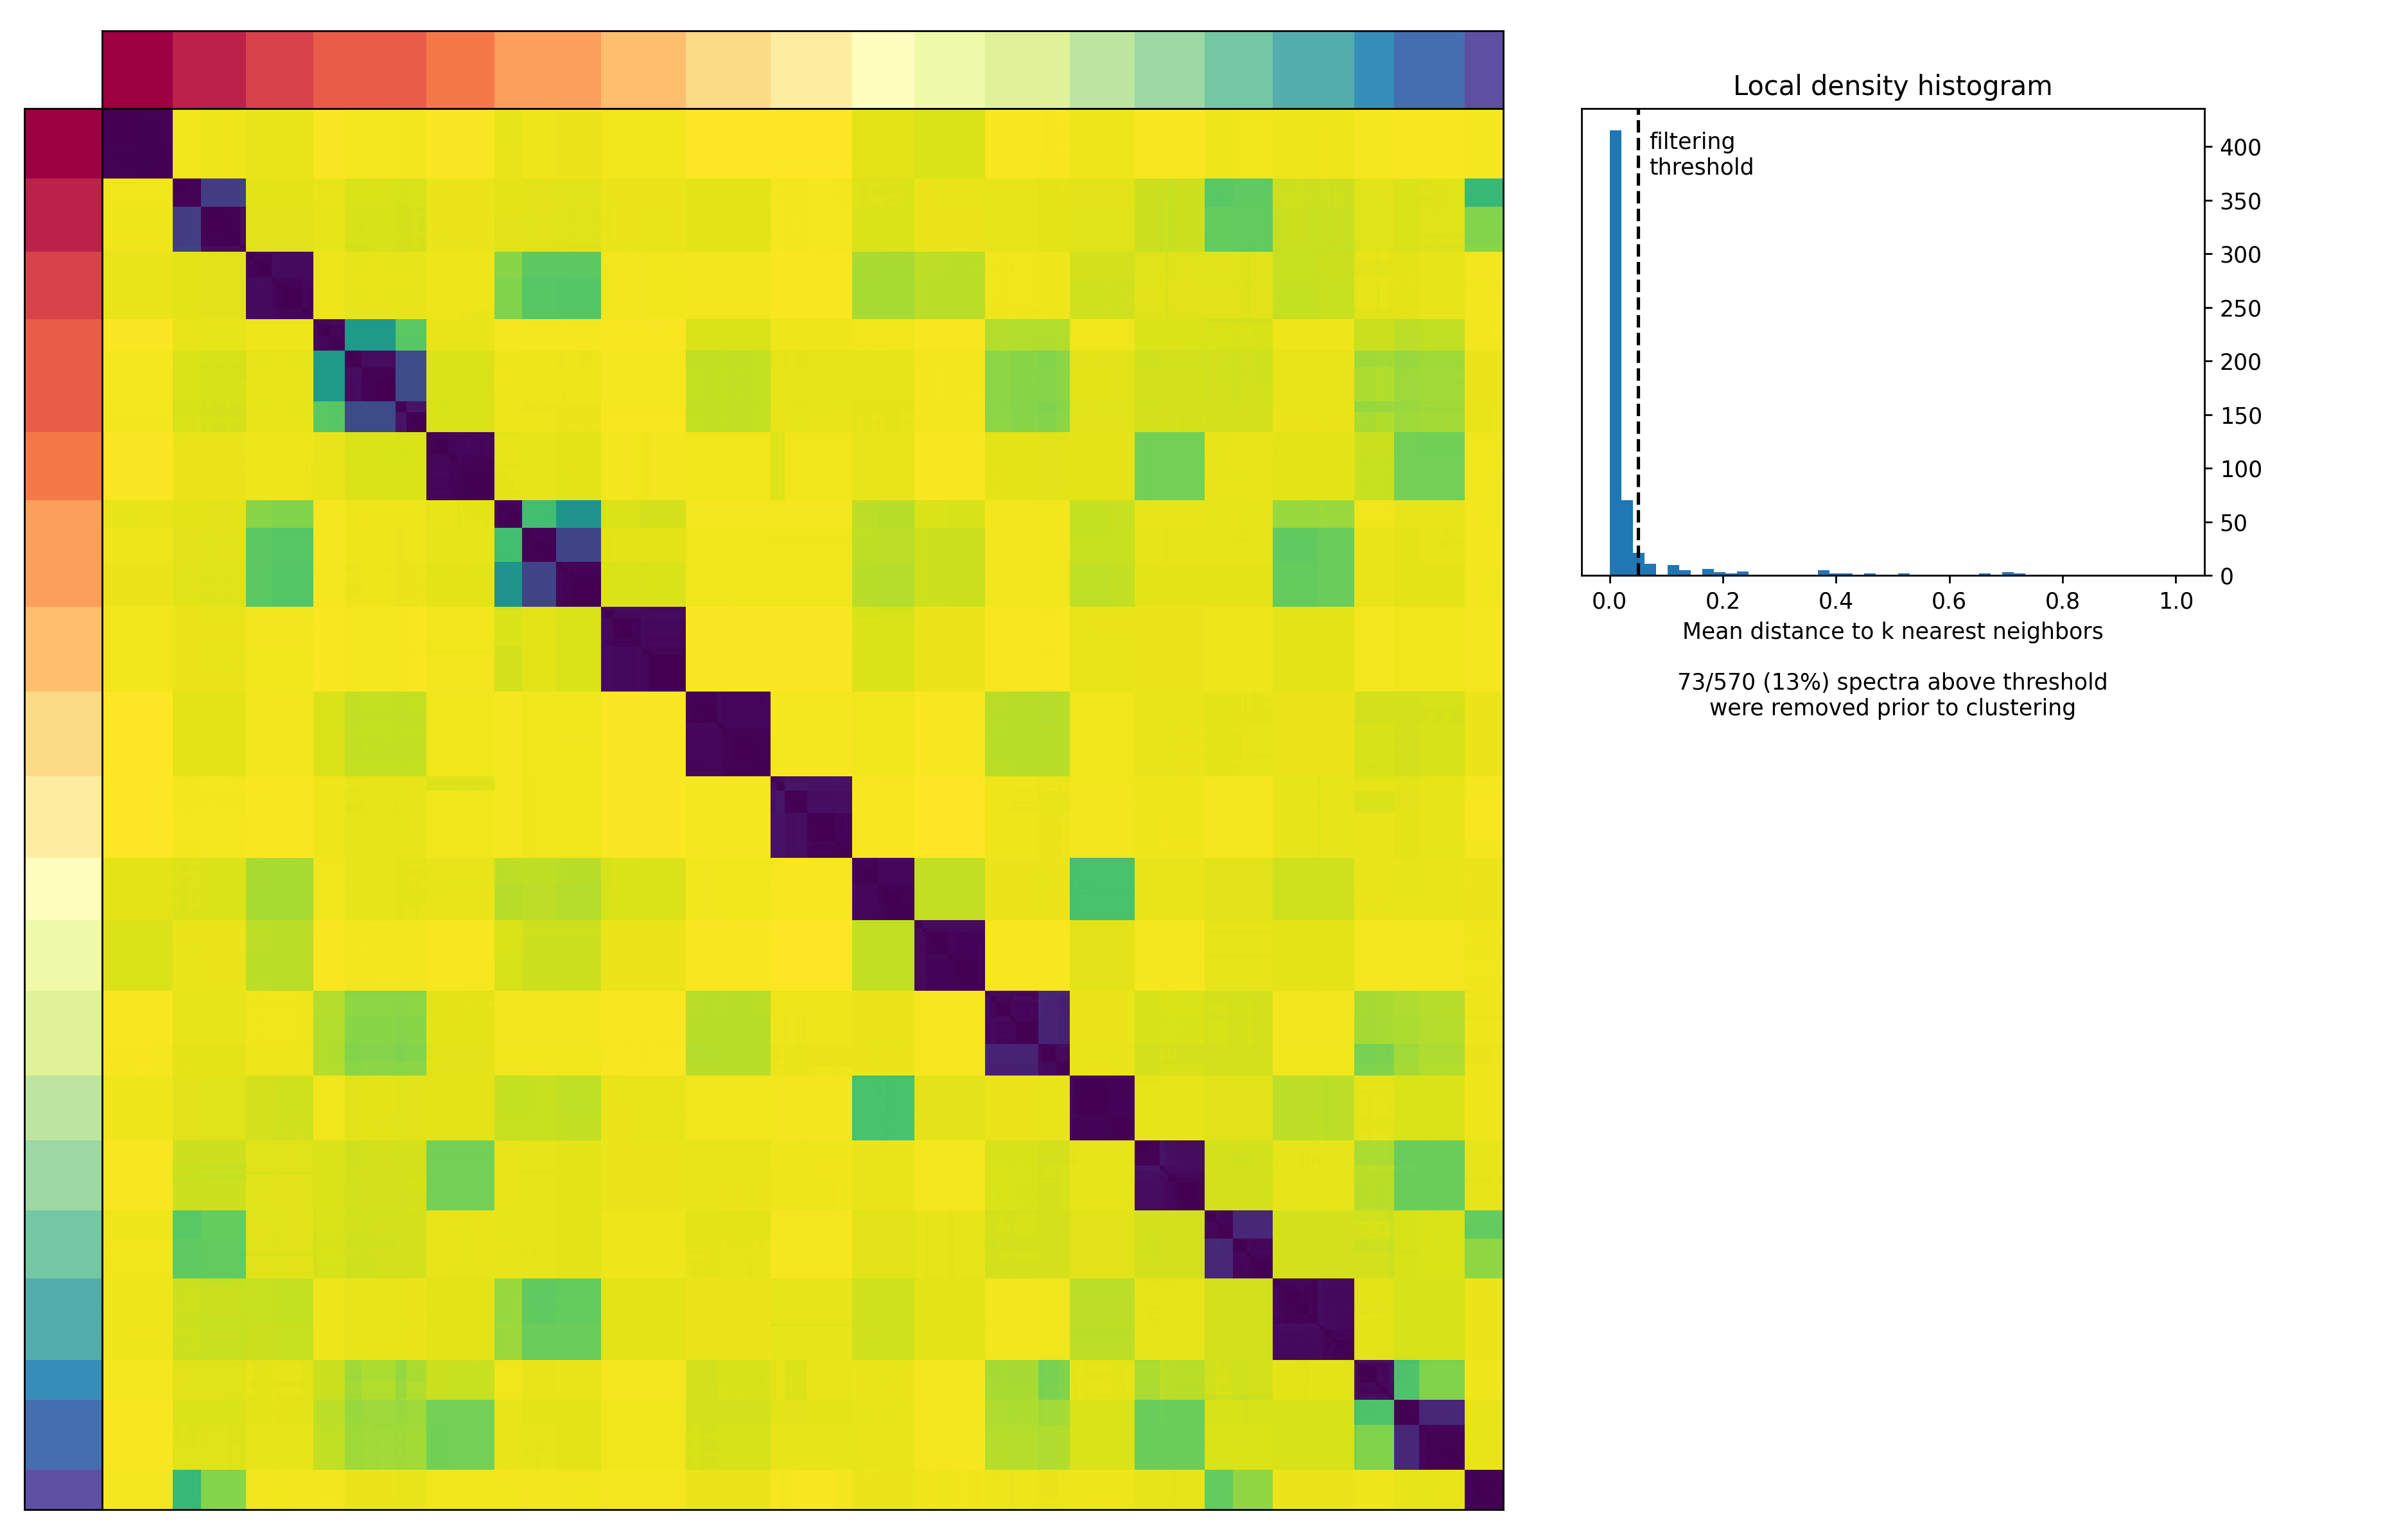 Local density histogram
filtering
threshold
400
350
300
250
200
150
100
50
0
0.0 0.2 0.4 0.6 0.8 1.0
Mean distance to k nearest neighbors
73/570 (13%) spectra above threshold
were removed prior to clustering